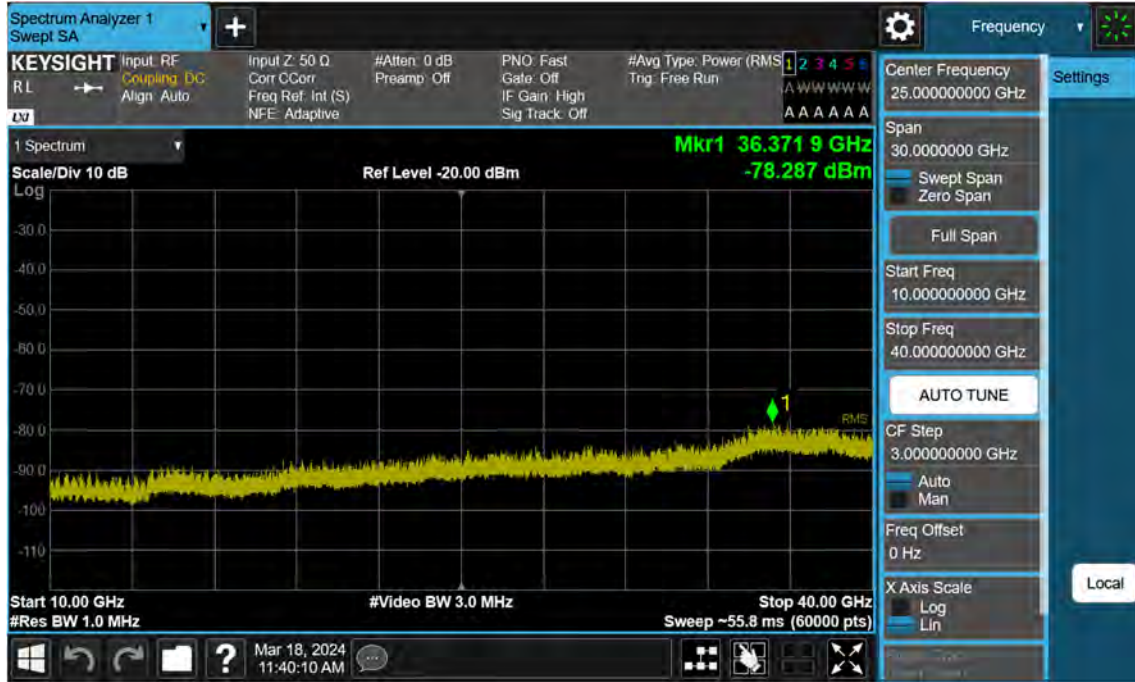 Spectrum Analyzer 1
Swept SA
Frequency
KEYSIGHT
RL
LXI
Input: RF
Coupling: DC
Align: Auto
Input Z: 50 Ω
Corr CCorr
Freq Ref: Int (S)
NFE: Adaptive
#Atten: 0 dB
Preamp: Off
PNO: Fast
Gate: Off
IF Gain: High
Sig Track: Off
#Avg Type: Power (RMS
Trig: Free Run
1 2 3 4 5 6
A W W W W W
A A A A A A
1 Spectrum
Scale/Div 10 dB
Ref Level -20.00 dBm
Mkr1 36.371 9 GHz
-78.287 dBm
Log
-30.0
-40.0
-50.0
-60.0
-70.0
-80.0
-90.0
-100
-110
1
RMS
Start 10.00 GHz
#Video BW 3.0 MHz
Stop 40.00 GHz
#Res BW 1.0 MHz
Sweep ~55.8 ms (60000 pts)
?
Mar 18, 2024
11:40:10 AM
Center Frequency
25.000000000 GHz
Span
30.0000000 GHz
Swept Span
Zero Span
Full Span
Start Freq
10.000000000 GHz
Stop Freq
40.000000000 GHz
AUTO TUNE
CF Step
3.000000000 GHz
Auto
Man
Freq Offset
0 Hz
X Axis Scale
Log
Lin
Settings
Local